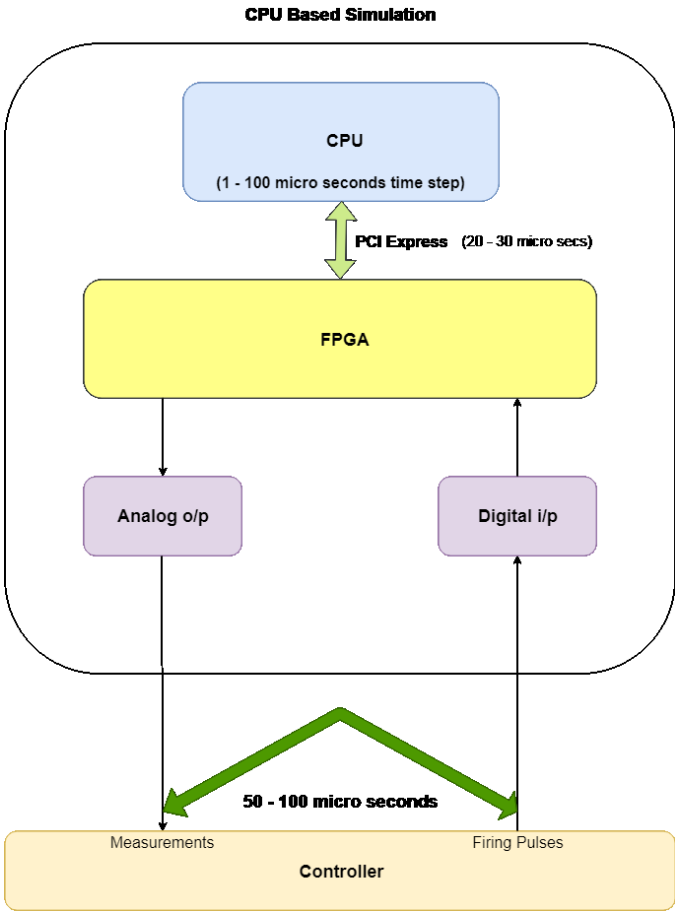 CPU Based Simulation
CPU
(1 - 100 micro seconds time step)
PCI Express (20 - 30 micro secs)
FPGA
Analog o/p
Digital i/p
50 - 100 micro seconds
Measurements
Firing Pulses
Controller